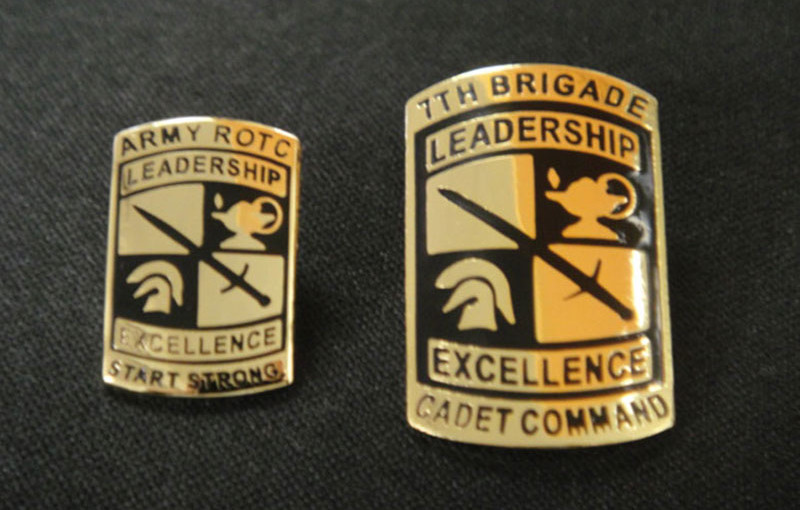 ARMY ROTC
LEADERSHIP
EXCELLENCE
START STRONG
7TH BRIGADE
LEADERSHIP
EXCELLENCE
CADET COMMAND